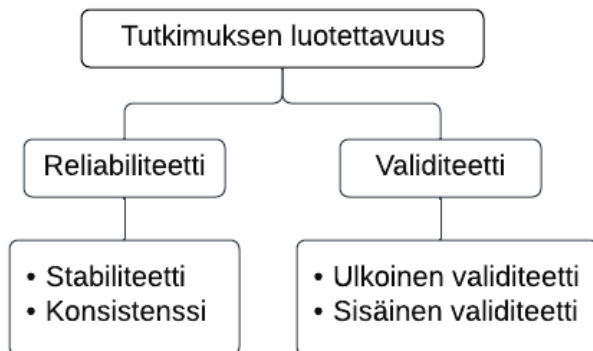 Tutkimuksen luotettavuus
Reliabiliteetti
Validiteetti
• Stabiliteetti
• Konsistenssi
• Ulkoinen validiteetti
• Sisäinen validiteetti